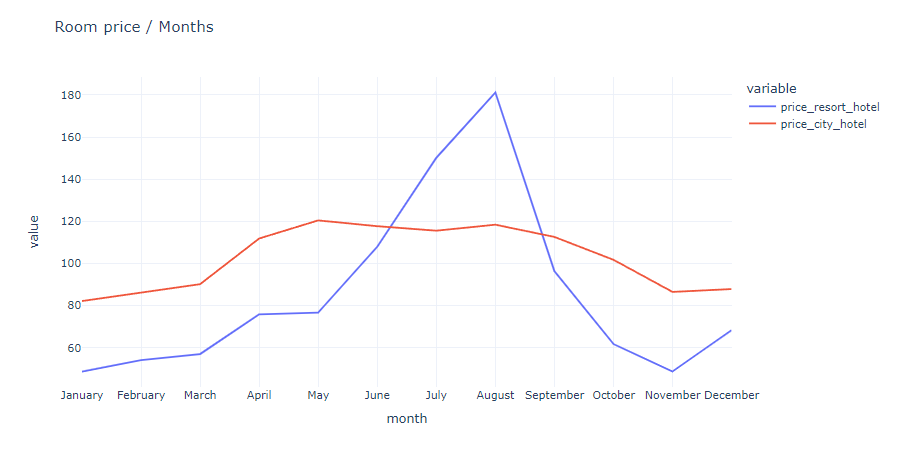 Room price / Months
variable
price_resort_hotel
price_city_hotel
value
180
160
140
120
100
80
60
January February March April May June July August September October November December
month